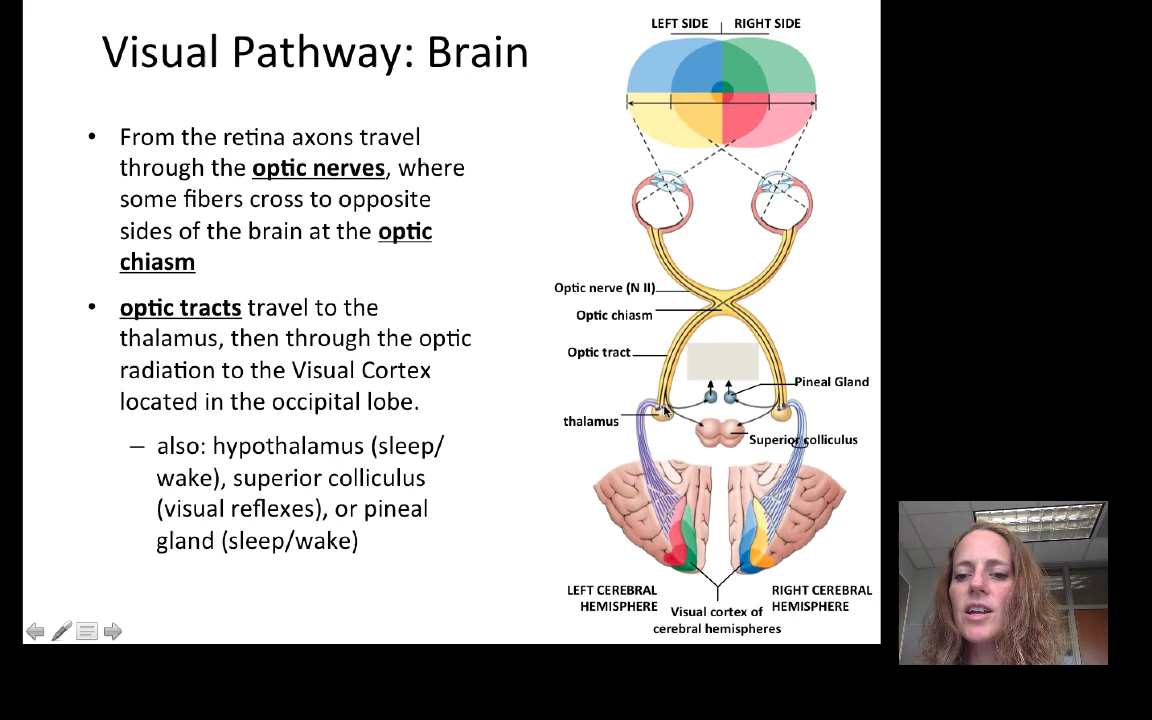 Visual Pathway: Brain
• From the retina axons travel
through the optic nerves, where
some fibers cross to opposite
sides of the brain at the optic
chiasm
• optic tracts travel to the
thalamus, then through the optic
radiation to the Visual Cortex
located in the occipital lobe.
– also: hypothalamus (sleep/
wake), superior colliculus
(visual reflexes), or pineal
gland (sleep/wake)
LEFT SIDE RIGHT SIDE
Optic nerve (N II)
Optic chiasm
Optic tract
Pineal Gland
thalamus
Superior colliculus
LEFT CEREBRAL
HEMISPHERE
RIGHT CEREBRAL
HEMISPHERE
Visual cortex of
cerebral hemispheres